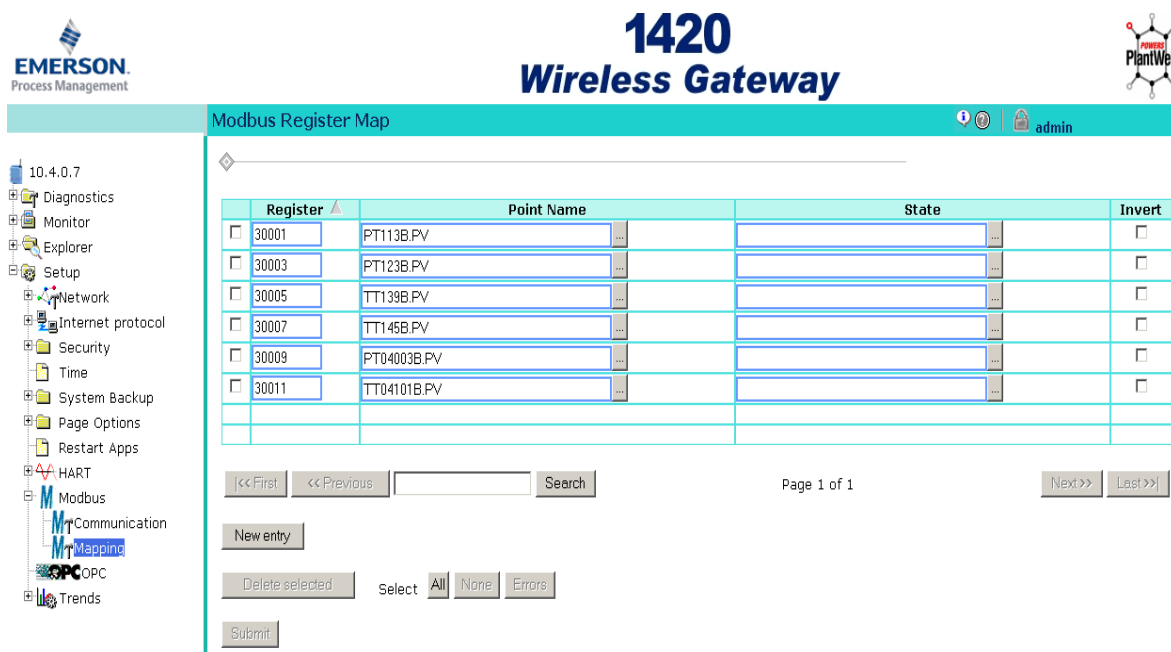 EMERSON.
Process Management
1420
Wireless Gateway
POWERS
PlantWe
Modbus Register Map
admin
10.4.0.7
Diagnostics
Monitor
Explorer
Setup
Network
Internet protocol
Security
Time
System Backup
Page Options
Restart Apps
HART
Modbus
Communication
Mapping
OPC OPC
Trends
Register Point Name State Invert
30001 PT113B.PV ... ...
30003 PT123B.PV ... ...
30005 TT139B.PV ... ...
30007 TT145B.PV ... ...
30009 PT04003B.PV ... ...
30011 TT04101B.PV ... ...
|<< First << Previous Search Page 1 of 1 Next >> Last >>|
New entry
Delete selected Select All None Errors
Submit